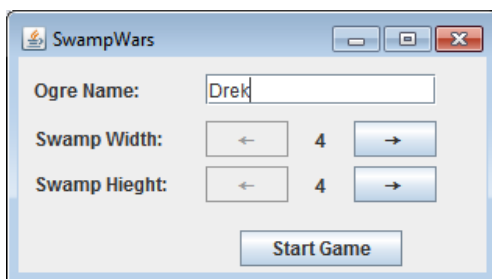 SwampWars
Ogre Name: Drek
Swamp Width: ← 4 →
Swamp Hieght: ← 4 →
Start Game